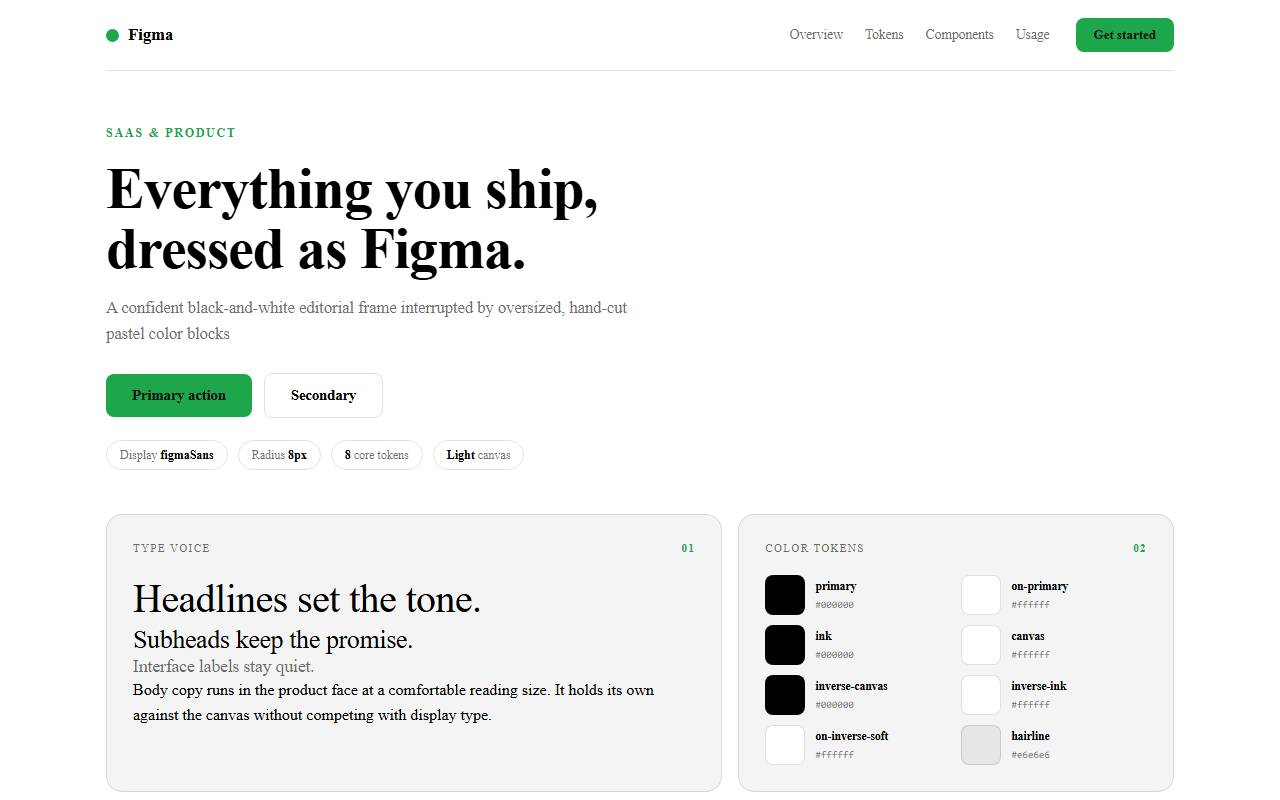 Figma
Overview Tokens Components Usage Get started
SAAS & PRODUCT
Everything you ship,
dressed as Figma.
A confident black-and-white editorial frame interrupted by oversized, hand-cut
pastel color blocks
Primary action Secondary
Display figmaSans Radius 8px 8 core tokens Light canvas
TYPE VOICE 01
Headlines set the tone.
Subheads keep the promise.
Interface labels stay quiet.
Body copy runs in the product face at a comfortable reading size. It holds its own
against the canvas without competing with display type.
COLOR TOKENS 02
primary
#000000
on-primary
#ffffff
ink
#000000
canvas
#ffffff
inverse-canvas
#000000
inverse-ink
#ffffff
on-inverse-soft
#ffffff
hairline
#e6e6e6